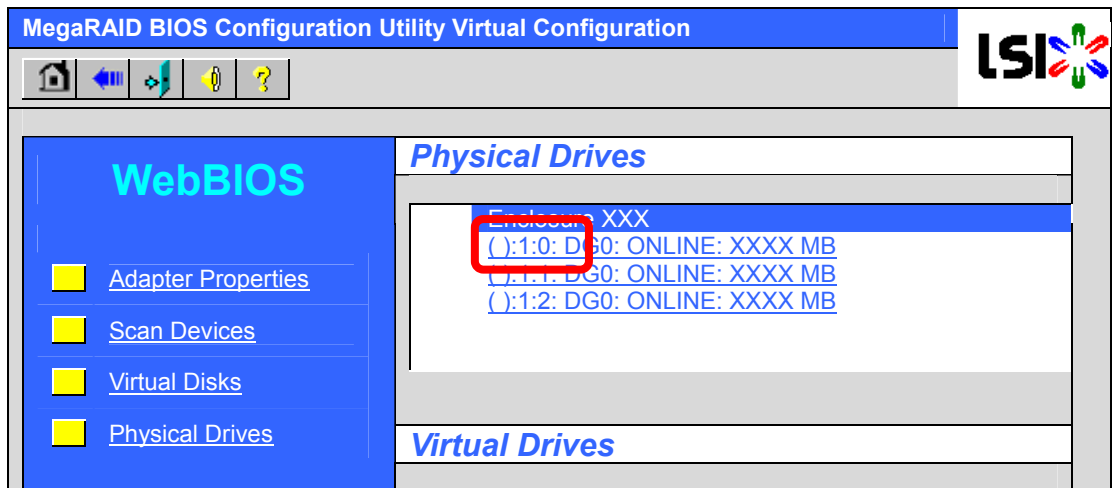 MegaRAID BIOS Configuration Utility Virtual Configuration
LSI
WebBIOS
Adapter Properties
Scan Devices
Virtual Disks
Physical Drives
Physical Drives
Enclosure XXX
( ):1:0: DG0: ONLINE: XXXX MB
( ):1:1: DG0: ONLINE: XXXX MB
( ):1:2: DG0: ONLINE: XXXX MB
Virtual Drives